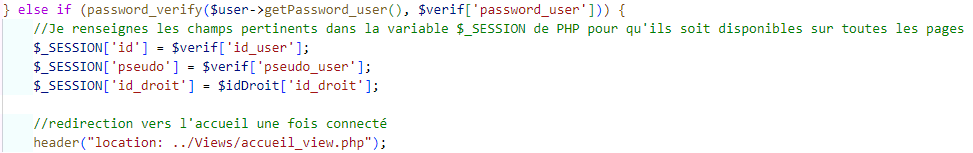 } else if (password_verify($user->getPassword_user(), $verif['password_user'])) {
//Je renseignes les champs pertinents dans la variable $_SESSION de PHP pour qu'ils soit disponibles sur toutes les pages
$_SESSION['id'] = $verif['id_user'];
$_SESSION['pseudo'] = $verif['pseudo_user'];
$_SESSION['id_droit'] = $idDroit['id_droit'];
//redirection vers l'accueil une fois connecté
header("location: ../Views/accueil_view.php");